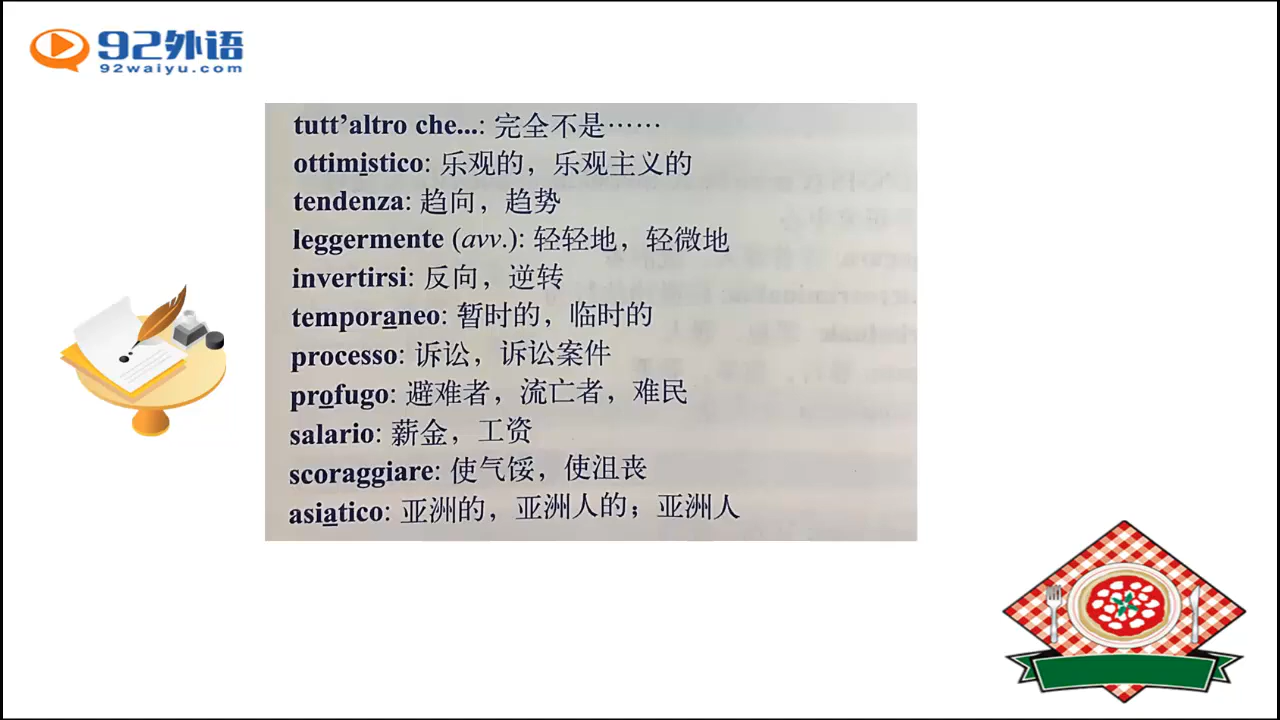 92外语
92waiyu.com
tutt’altro che...: 完全不是……
ottimistico: 乐观的，乐观主义的
tendenza: 趋向，趋势
leggermente (avv.): 轻轻地，轻微地
invertirsi: 反向，逆转
temporaneo: 暂时的，临时的
processo: 诉讼，诉讼案件
profugo: 避难者，流亡者，难民
salario: 薪金，工资
scoraggiare: 使气馁，使沮丧
asiatico: 亚洲的，亚洲人的；亚洲人